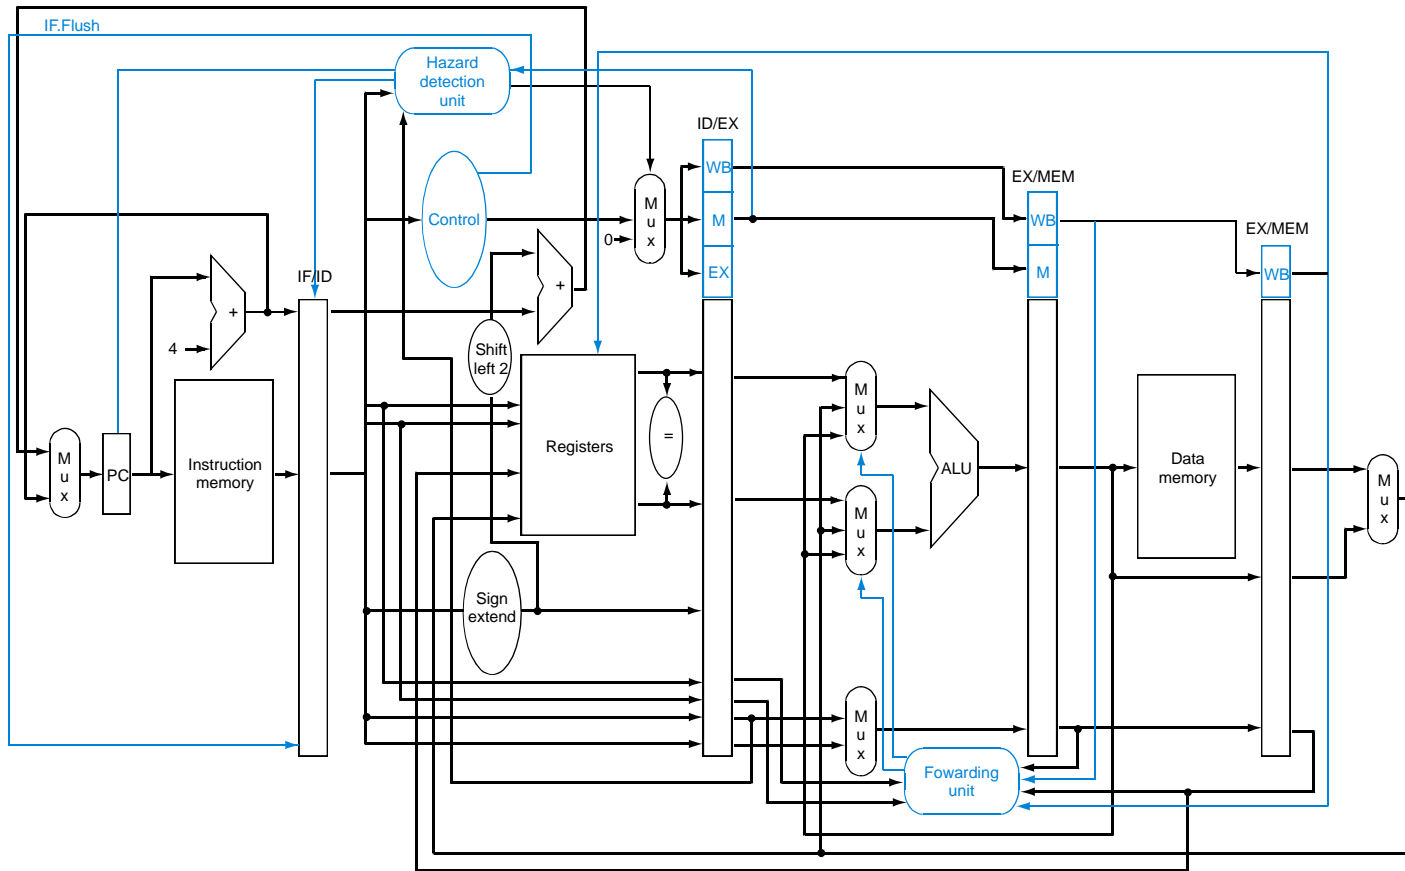 IF.Flush
Hazard
detection
unit
ID/EX
WB
EX/MEM
M
u
x
Control
M
WB
EX/MEM
0
EX
M
WB
IF/ID
+
+
4
Shift
left 2
M
u
x
M
u
x
PC
Instruction
memory
Registers
=
ALU
Data
memory
M
u
x
M
u
x
Sign
extend
M
u
x
Fowarding
unit